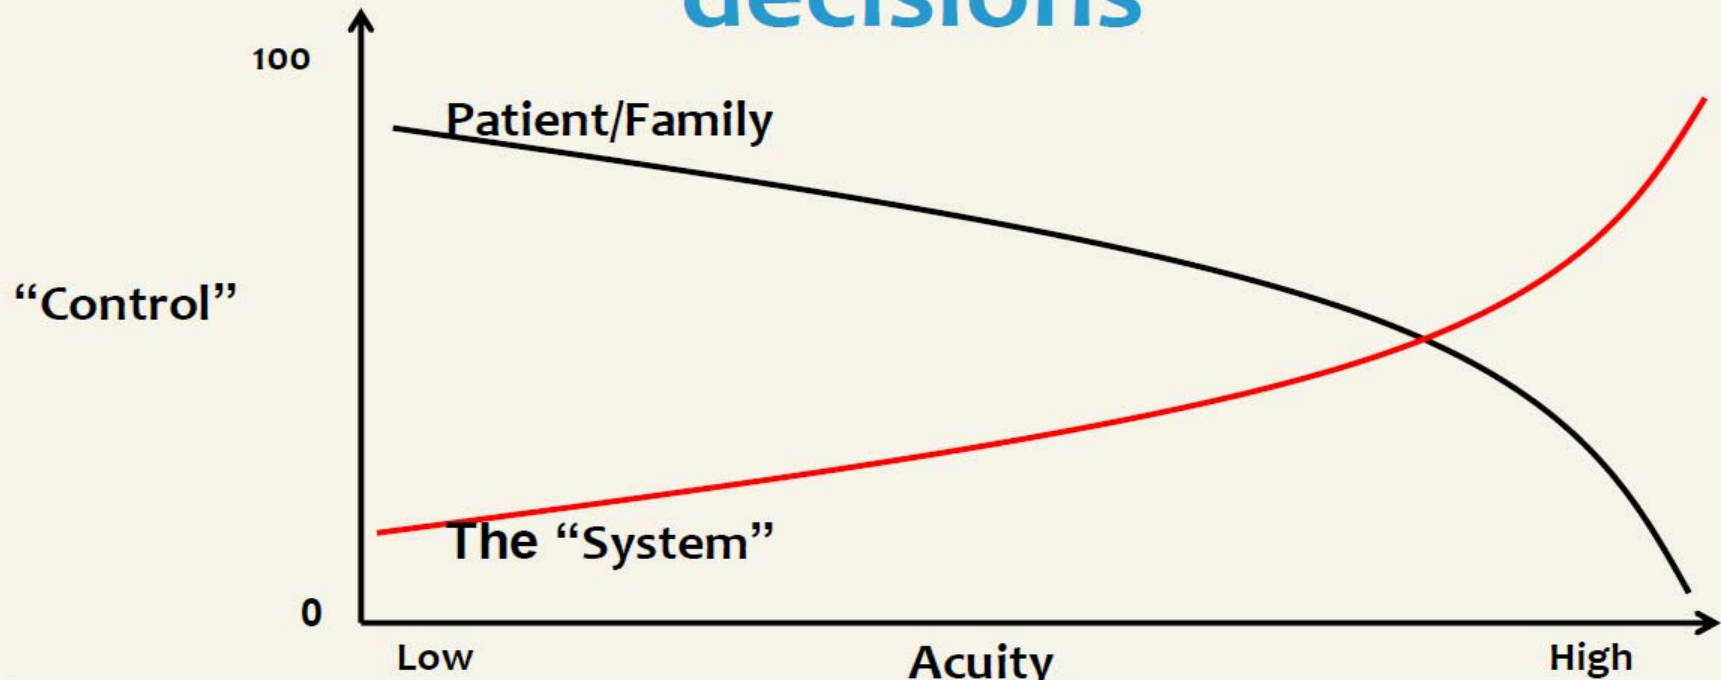 decisions
100
Patient/Family
“Control”
The “System”
0
Low Acuity High